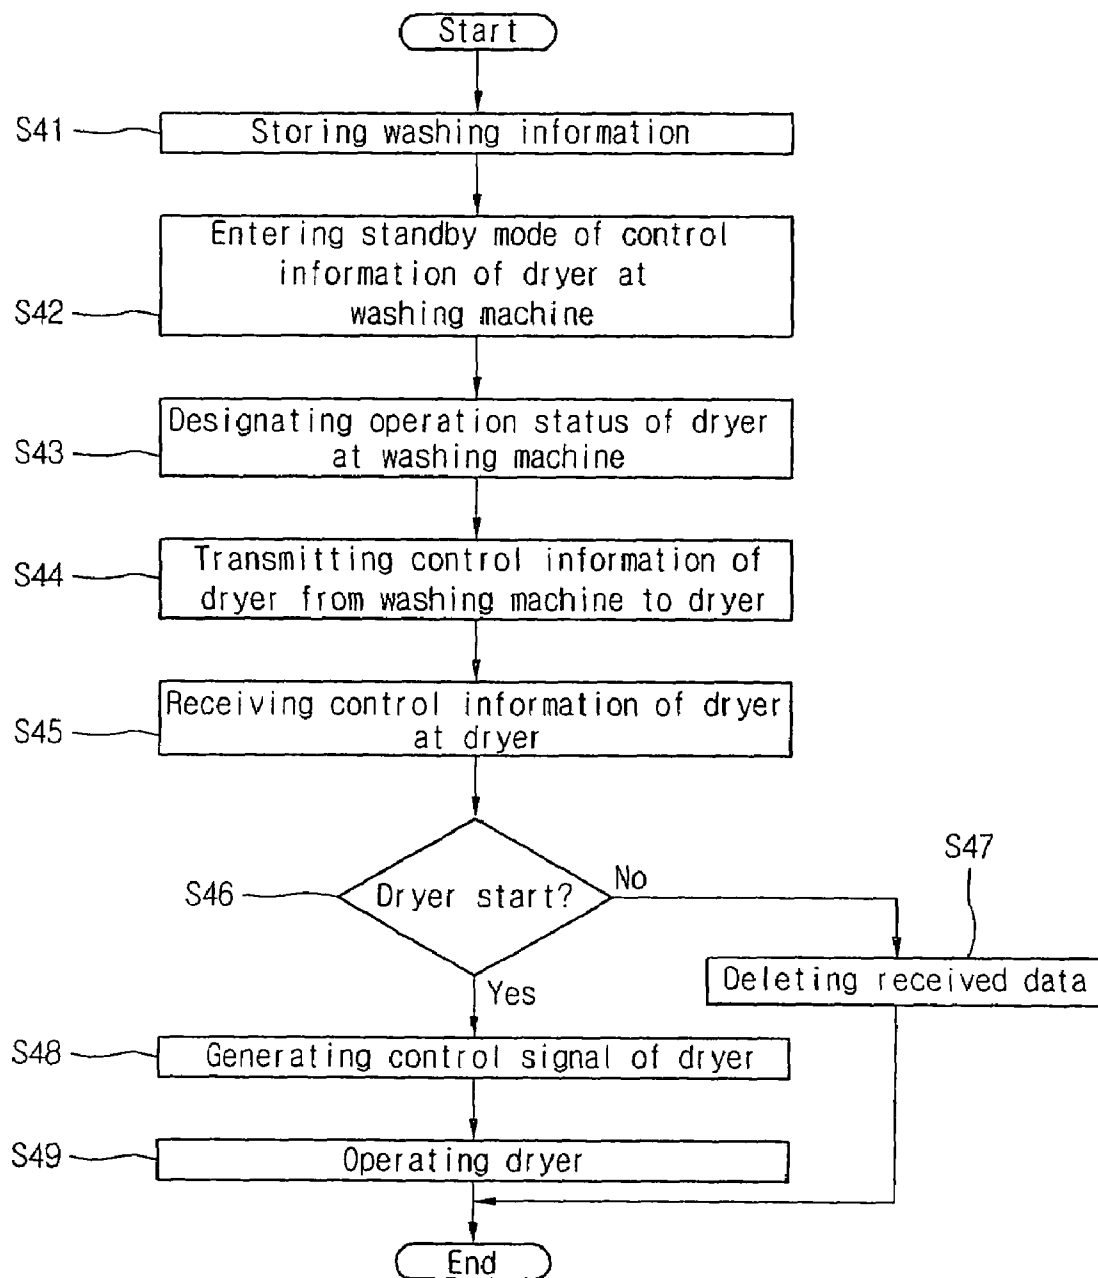 Start
S41
Storing washing information
Entering standby mode of control
information of dryer at
washing machine
S42
Designating operation status of dryer
at washing machine
S43
Transmitting control information of
dryer from washing machine to dryer
S44
Receiving control information of dryer
at dryer
S45
S46
Dryer start?
No
S47
Deleting received data
Yes
S48
Generating control signal of dryer
S49
Operating dryer
End